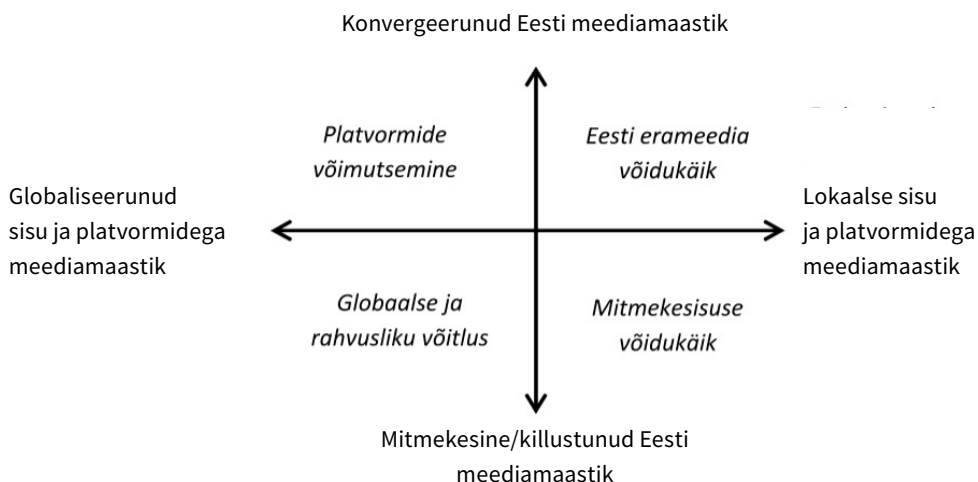 Konvergeerunud Eesti meediamaastik
Platvormide
võimutsemine
Eesti erameedia
võidukäik
Globaliseerunud
sisu ja platvormidega
meediamaastik
Lokaalse sisu
ja platvormidega
meediamaastik
Globaalse ja
rahvusliku võitlus
Mitmekesisuse
võidukäik
Mitmekesine/killustunud Eesti
meediamaastik